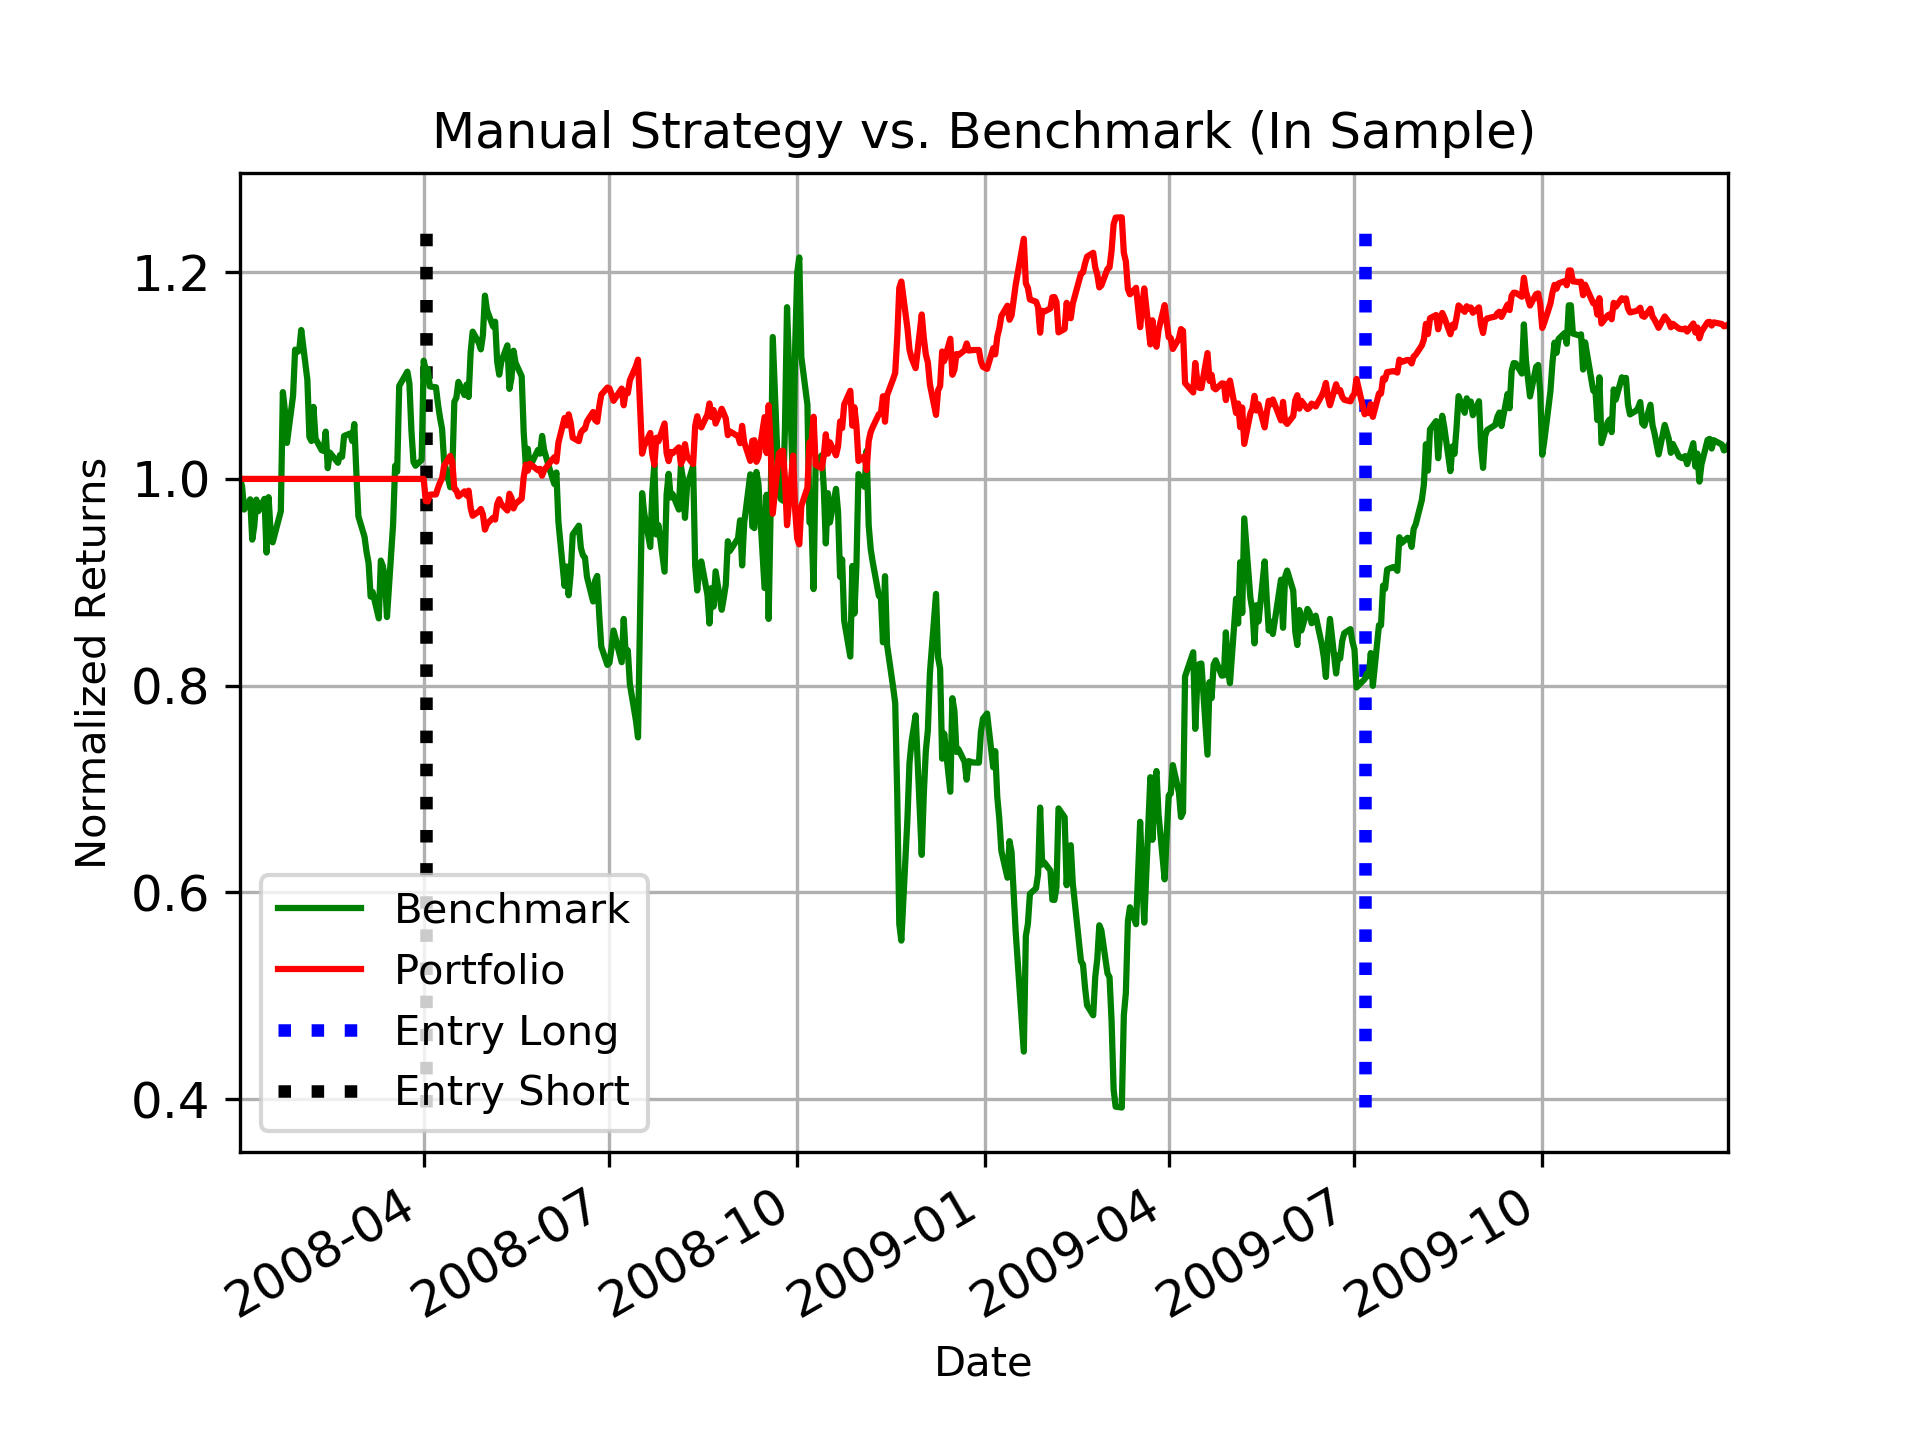 Manual Strategy vs. Benchmark (In Sample)
Normalized Returns
1.2
1.0
0.8
0.6
0.4
Benchmark
Portfolio
Entry Long
Entry Short
2008-04
2008-07
2008-10
2009-01
2009-04
2009-07
2009-10
Date